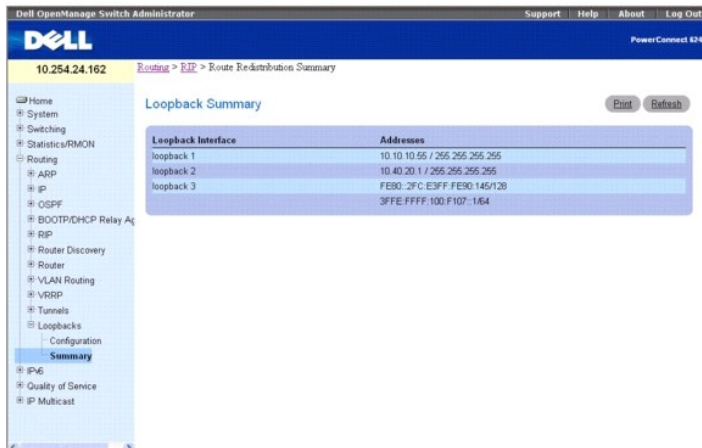 Dell OpenManage Switch Administrator
Support Help About Log Out
DELL
PowerConnect 624
10.254.24.162
Routing > RIP > Route Redistribution Summary
Home
System
Switching
Statistics/RMON
Routing
ARP
IP
OSPF
BOOTP/DHCP Relay Ag
RIP
Router Discovery
Router
VLAN Routing
VRRP
Tunnels
Loopbacks
Configuration
Summary
IPv6
Quality of Service
IP Multicast
Loopback Summary
Print Refresh
Loopback Interface Addresses
loopback 1 10.10.10.55 / 255.255.255.255
loopback 2 10.40.20.1 / 255.255.255.255
loopback 3 FE80::2FC:E3FF:FE90:145/128
3FFE:FFFF:100:F107::1/64